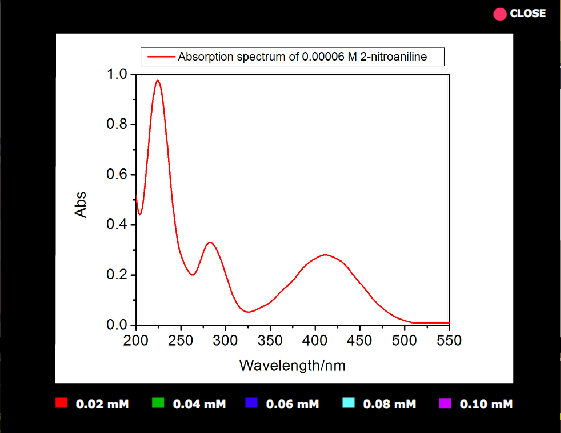 CLOSE
Absorption spectrum of 0.00006 M 2-nitroaniline
1.0
0.8
0.6
0.4
0.2
0.0
Abs
200 250 300 350 400 450 500 550
Wavelength/nm
0.02 mM 0.04 mM 0.06 mM 0.08 mM 0.10 mM